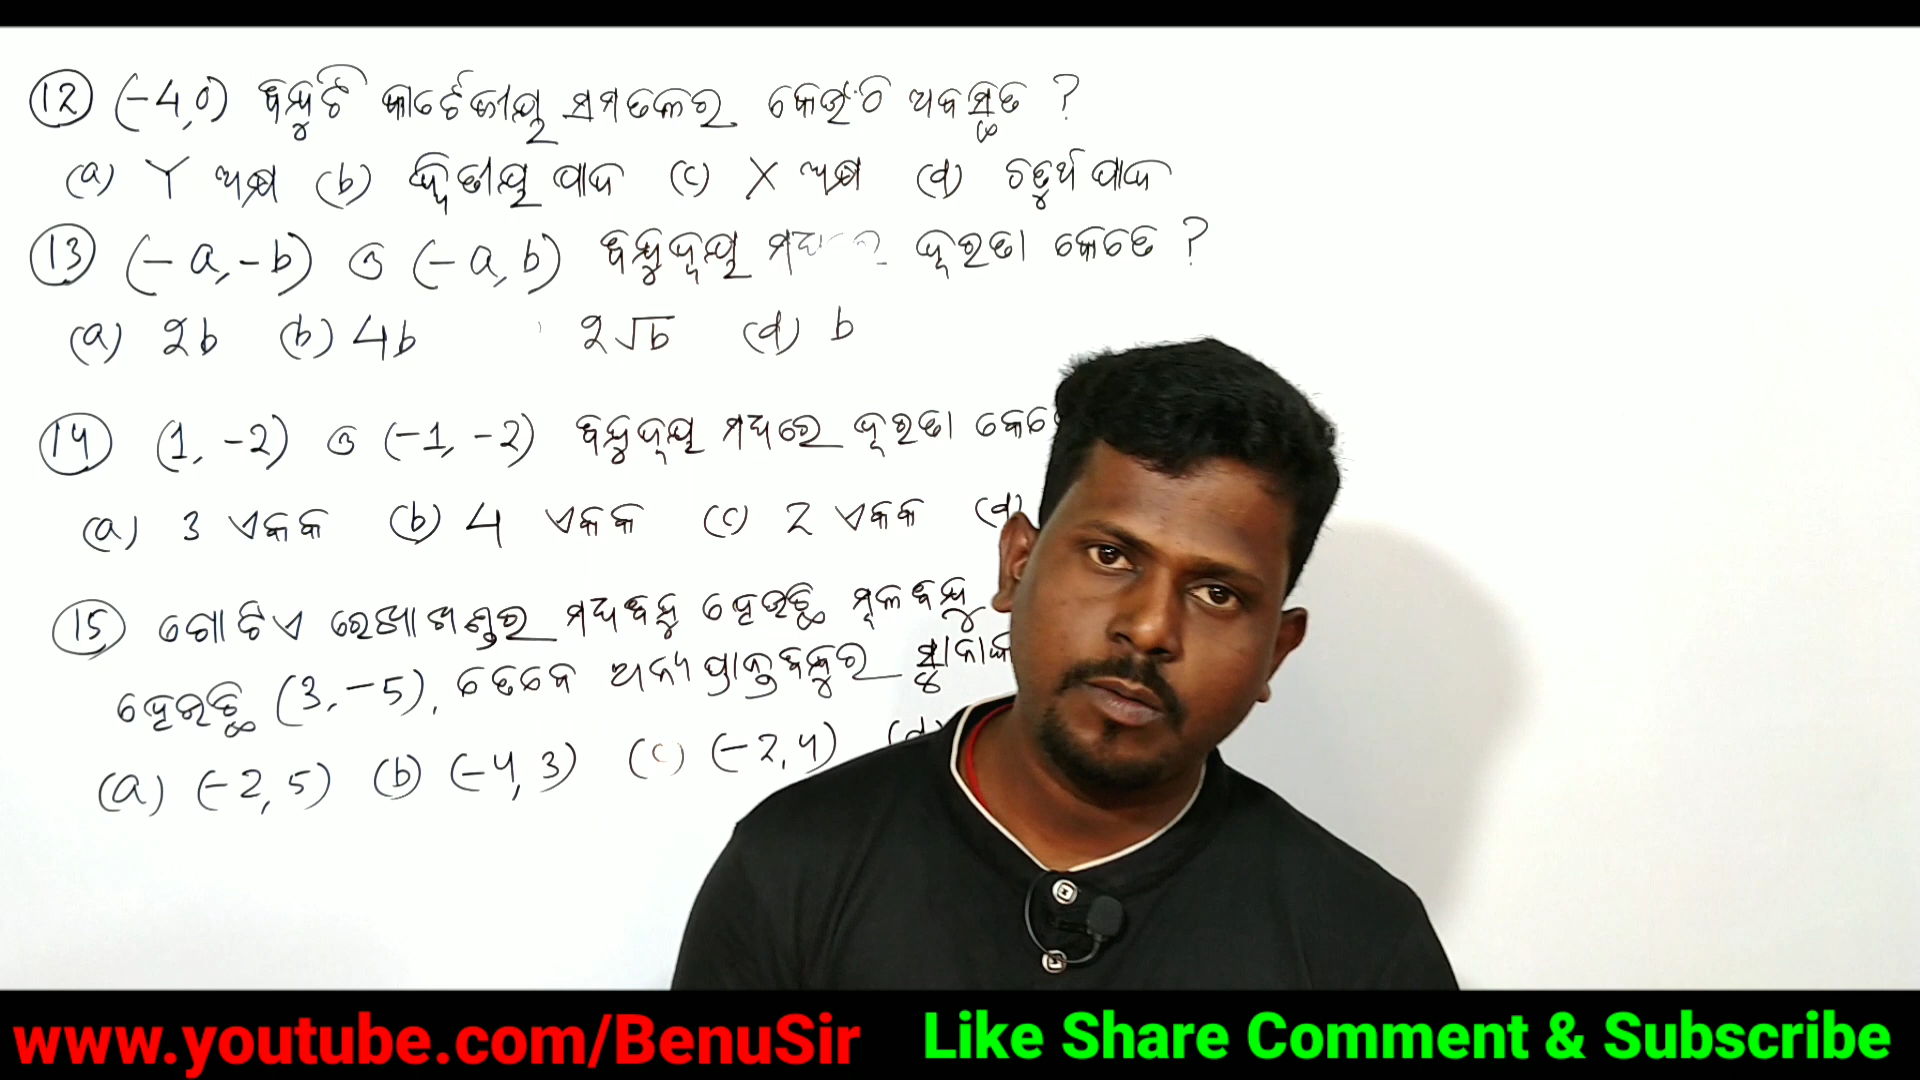 (12) (-4,0) ବିନ୍ଦୁଟି କାର୍ଟେଜୀୟ ସମତଳର କେଉଁଠି ଅବସ୍ଥିତ ?
(a) Y ଅକ୍ଷ (b) ଦ୍ୱିତୀୟ ପାଦ (c) X ଅକ୍ଷ (d) ଚତୁର୍ଥ ପାଦ
(13) (-a,-b) ଓ (-a,b) ବିନ୍ଦୁଦ୍ୱୟ ଦୂରତା କେତେ ?
(a) 2b (b) 4b 2√b (d) b
(14) (1,-2) ଓ (-1,-2) ବିନ୍ଦୁଦ୍ୱୟ ମଧ୍ୟରେ ଦୂରତା
(a) 3 ଏକକ (b) 4 ଏକକ (c) 2 ଏକକ (d)
(15) ଗୋଟିଏ ରେଖାଖଣ୍ଡର ମଧ୍ୟବିନ୍ଦୁ ହେଉଛି ମୂଳବିନ୍ଦୁ
ହେଉଛି (3,-5), ତେବେ ଅନ୍ୟ ପ୍ରାନ୍ତବିନ୍ଦୁର
(a) (-2,5) (b) (-4,3) (c) (-2,4) (d)
www.youtube.com/BenuSir Like Share Comment & Subscribe